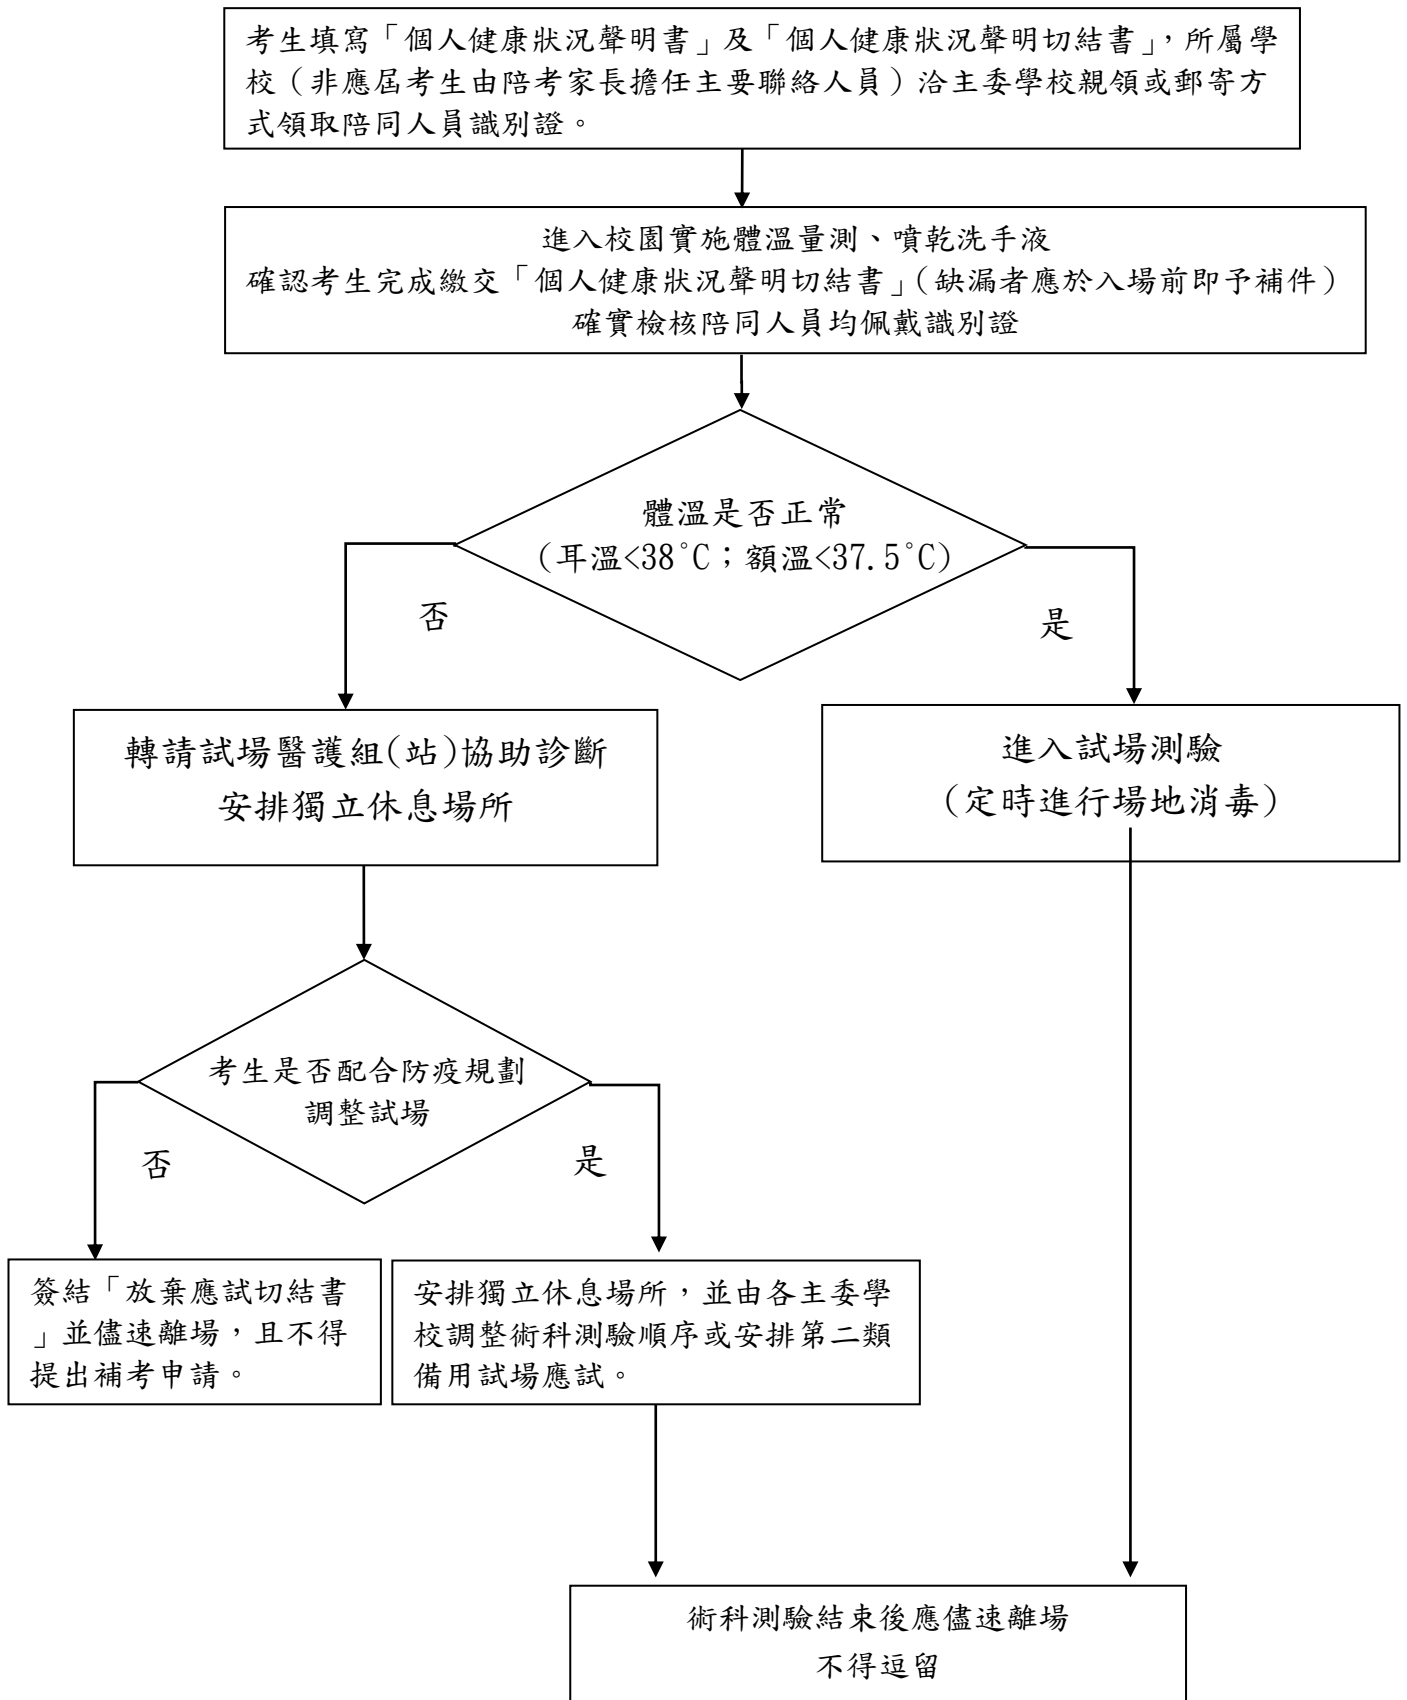 考生填寫「個人健康狀況聲明書」及「個人健康狀況聲明切結書」，所屬學
校（非應屆考生由陪考家長擔任主要聯絡人員）洽主委學校親領或郵寄方
式領取陪同人員識別證。
進入校園實施體溫量測、噴乾洗手液
確認考生完成繳交「個人健康狀況聲明切結書」（缺漏者應於入場前即予補件）
確實檢核陪同人員均佩戴識別證
體溫是否正常
（耳溫<38°C；額溫<37.5°C）
否
是
轉請試場醫護組(站)協助診斷
安排獨立休息場所
進入試場測驗
（定時進行場地消毒）
考生是否配合防疫規劃
調整試場
否
是
簽結「放棄應試切結書
」並儘速離場，且不得
提出補考申請。
安排獨立休息場所，並由各主委學
校調整術科測驗順序或安排第二類
備用試場應試。
術科測驗結束後應儘速離場
不得逗留